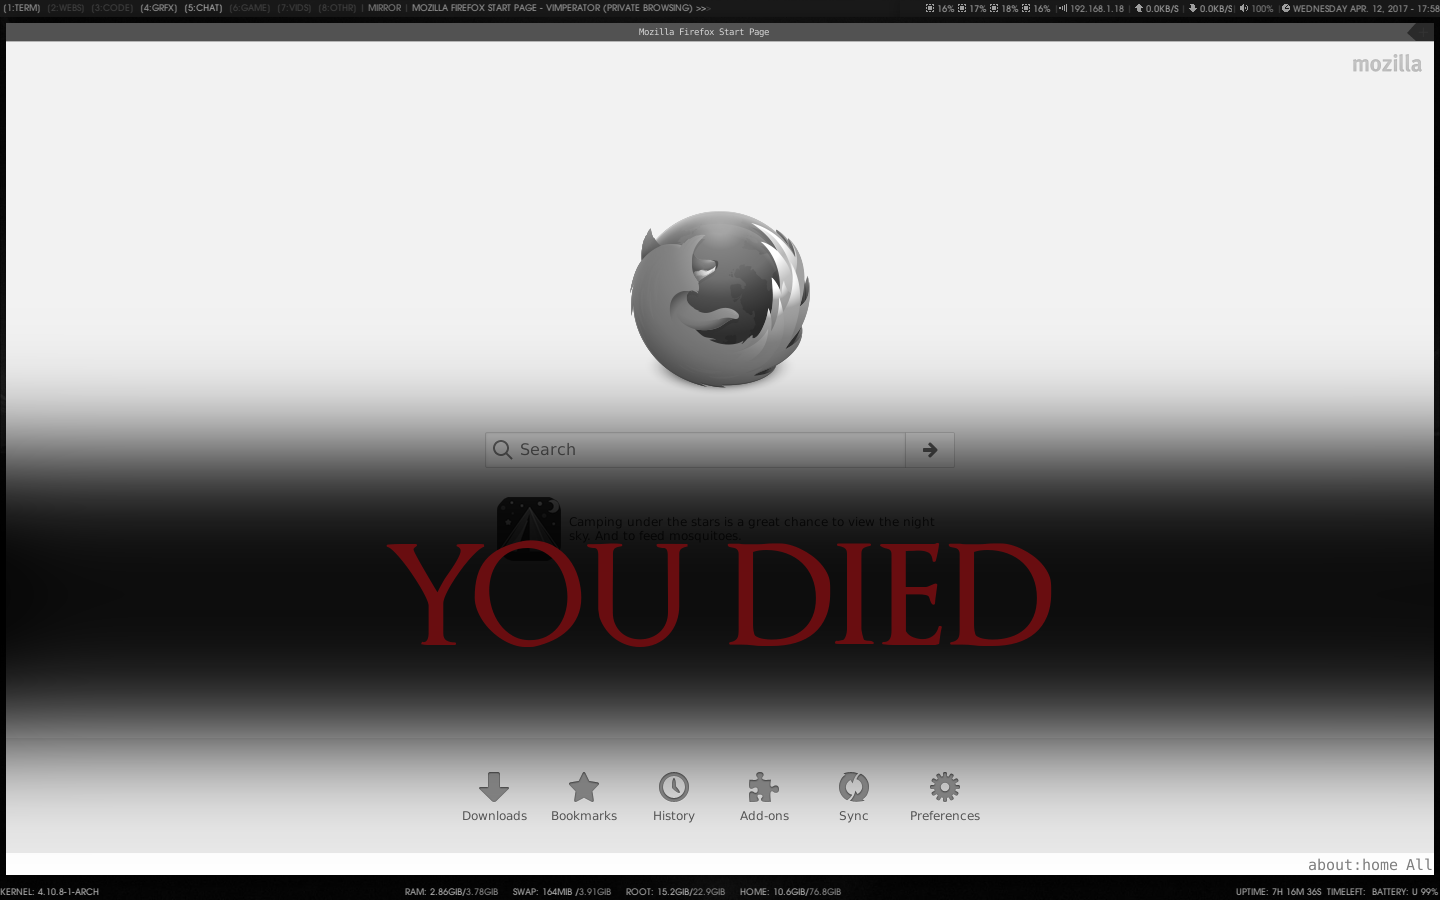 {1:TERM} {2:WEBS} {3:CODE} {4:GRFX} {5:CHAT} {6:GAME} {7:VIDS} {8:OTHR} | MIRROR | MOZILLA FIREFOX START PAGE - VIMPERATOR (PRIVATE BROWSING) >>> 16% 17% 18% 16% | 192.168.1.18 | 0.0KB/S | 0.0KB/S | 100% | WEDNESDAY APR. 12, 2017 - 17:58
Mozilla Firefox Start Page
mozilla
Search
Camping under the stars is a great chance to view the night
sky. And to feed mosquitoes.
YOU DIED
Downloads Bookmarks History Add-ons Sync Preferences
about:home All
KERNEL: 4.10.8-1-ARCH RAM: 2.86GIB/3.78GIB SWAP: 164MIB /3.91GIB ROOT: 15.2GIB/22.9GIB HOME: 10.6GIB/76.8GIB UPTIME: 7H 16M 36S TIMELEFT: BATTERY: U 99%